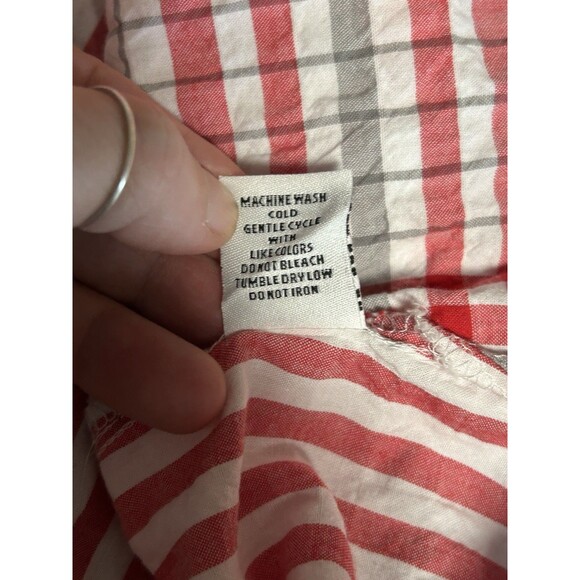 MACHINE WASH
COLD
GENTLE CYCLE
WITH
LIKE COLORS
DO NOT BLEACH
TUMBLE DRY LOW
DO NOT IRON